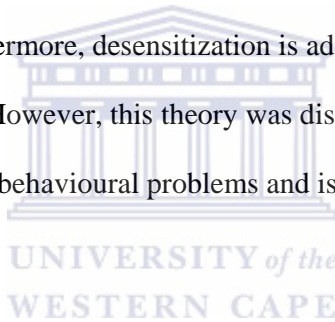 ermore, desensitization is ad
However, this theory was dis
behavioural problems and is
UNIVERSITY of the
WESTERN CAPE